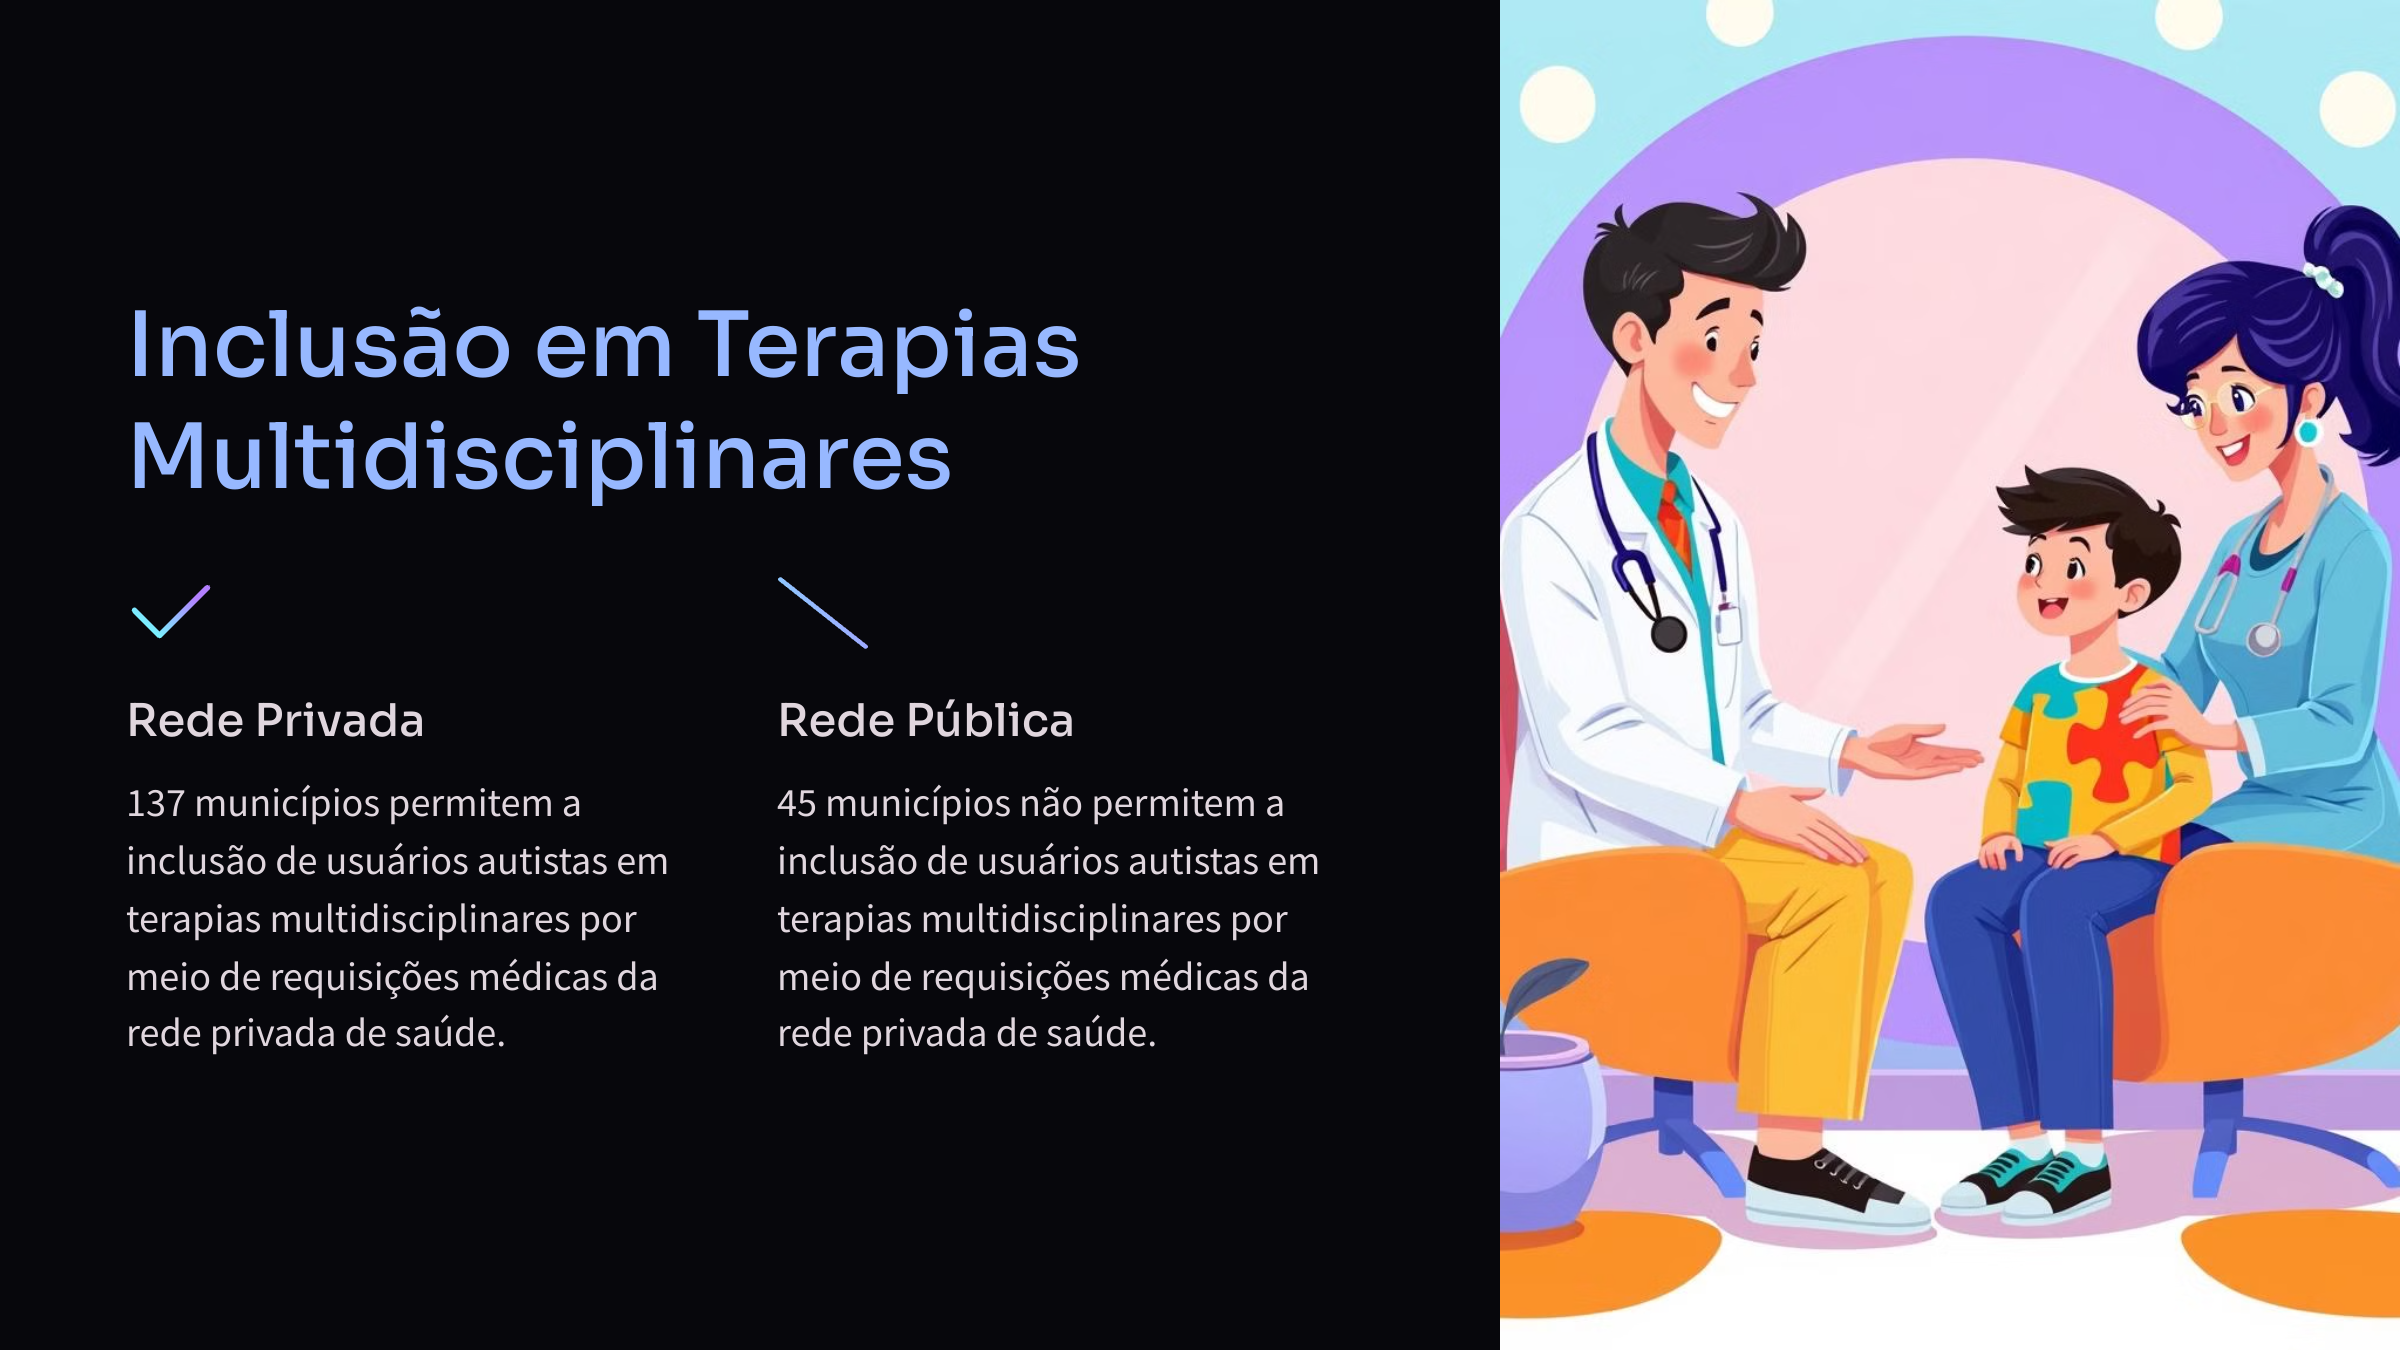 Inclusão em Terapias
Multidisciplinares
Rede Privada
137 municípios permitem a
inclusão de usuários autistas em
terapias multidisciplinares por
meio de requisições médicas da
rede privada de saúde.
Rede Pública
45 municípios não permitem a
inclusão de usuários autistas em
terapias multidisciplinares por
meio de requisições médicas da
rede privada de saúde.